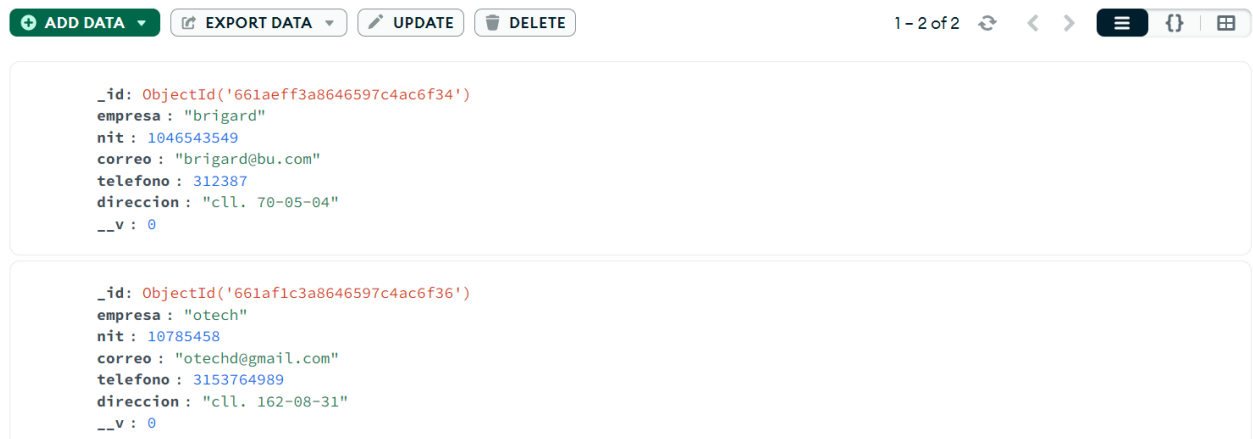 ADD DATA EXPORT DATA UPDATE DELETE 1 – 2 of 2 {}
_id: ObjectId('661aeff3a8646597c4ac6f34')
empresa : "brigard"
nit : 1046543549
correo : "brigard@bu.com"
telefono : 312387
direccion : "cll. 70-05-04"
__v : 0
_id: ObjectId('661af1c3a8646597c4ac6f36')
empresa : "otech"
nit : 10785458
correo : "otechd@gmail.com"
telefono : 3153764989
direccion : "cll. 162-08-31"
__v : 0